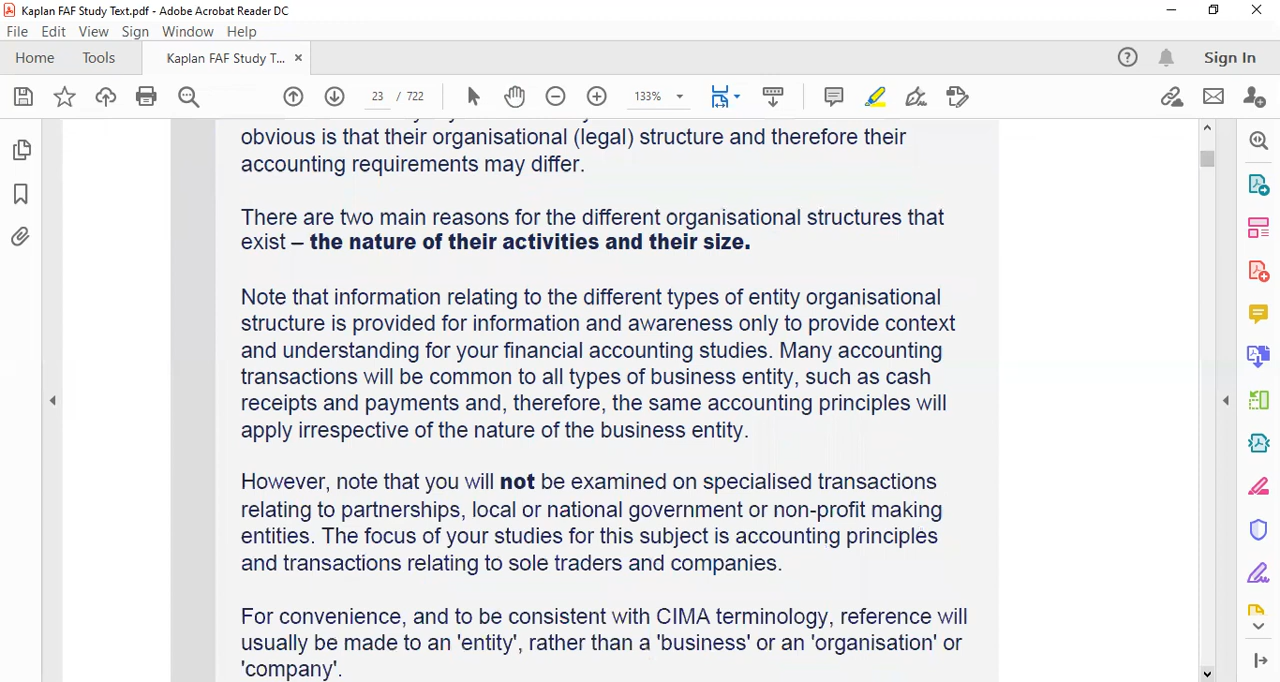 Kaplan FAF Study Text.pdf - Adobe Acrobat Reader DC
File Edit View Sign Window Help
Home Tools Kaplan FAF Study T... × Sign In
23 / 722 133%
obvious is that their organisational (legal) structure and therefore their
accounting requirements may differ.
There are two main reasons for the different organisational structures that
exist – the nature of their activities and their size.
Note that information relating to the different types of entity organisational
structure is provided for information and awareness only to provide context
and understanding for your financial accounting studies. Many accounting
transactions will be common to all types of business entity, such as cash
receipts and payments and, therefore, the same accounting principles will
apply irrespective of the nature of the business entity.
However, note that you will not be examined on specialised transactions
relating to partnerships, local or national government or non-profit making
entities. The focus of your studies for this subject is accounting principles
and transactions relating to sole traders and companies.
For convenience, and to be consistent with CIMA terminology, reference will
usually be made to an 'entity', rather than a 'business' or an 'organisation' or
'company'.